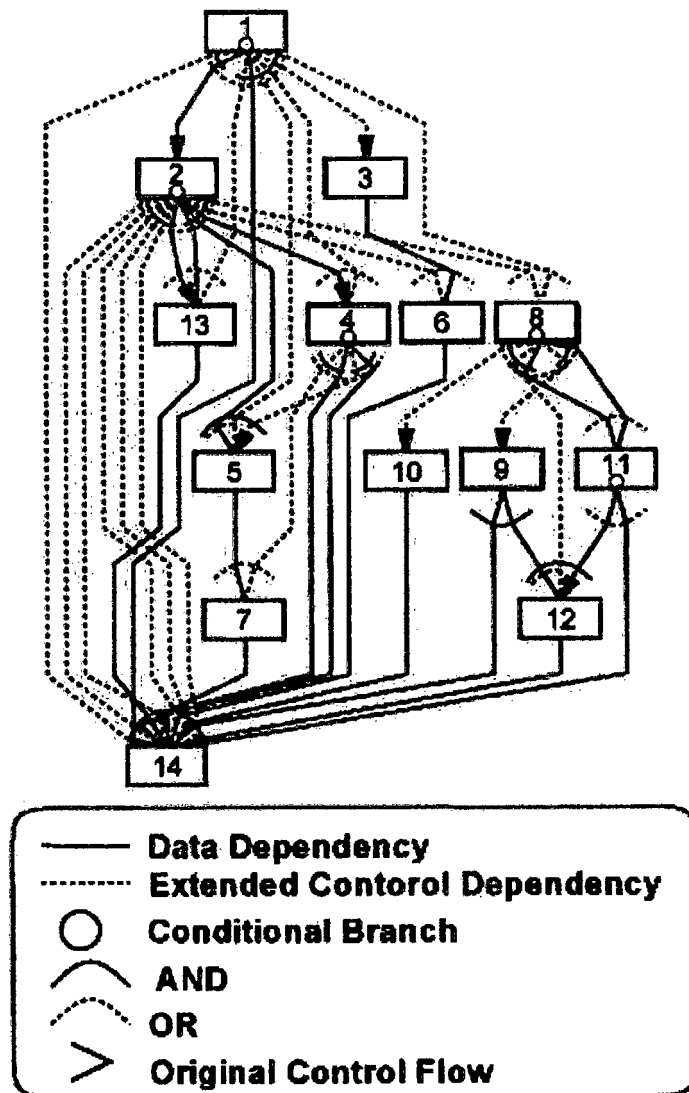 1
2
3
13
4
6
8
5
10
9
11
7
12
14
Data Dependency
Extended Contorol Dependency
Conditional Branch
AND
OR
Original Control Flow